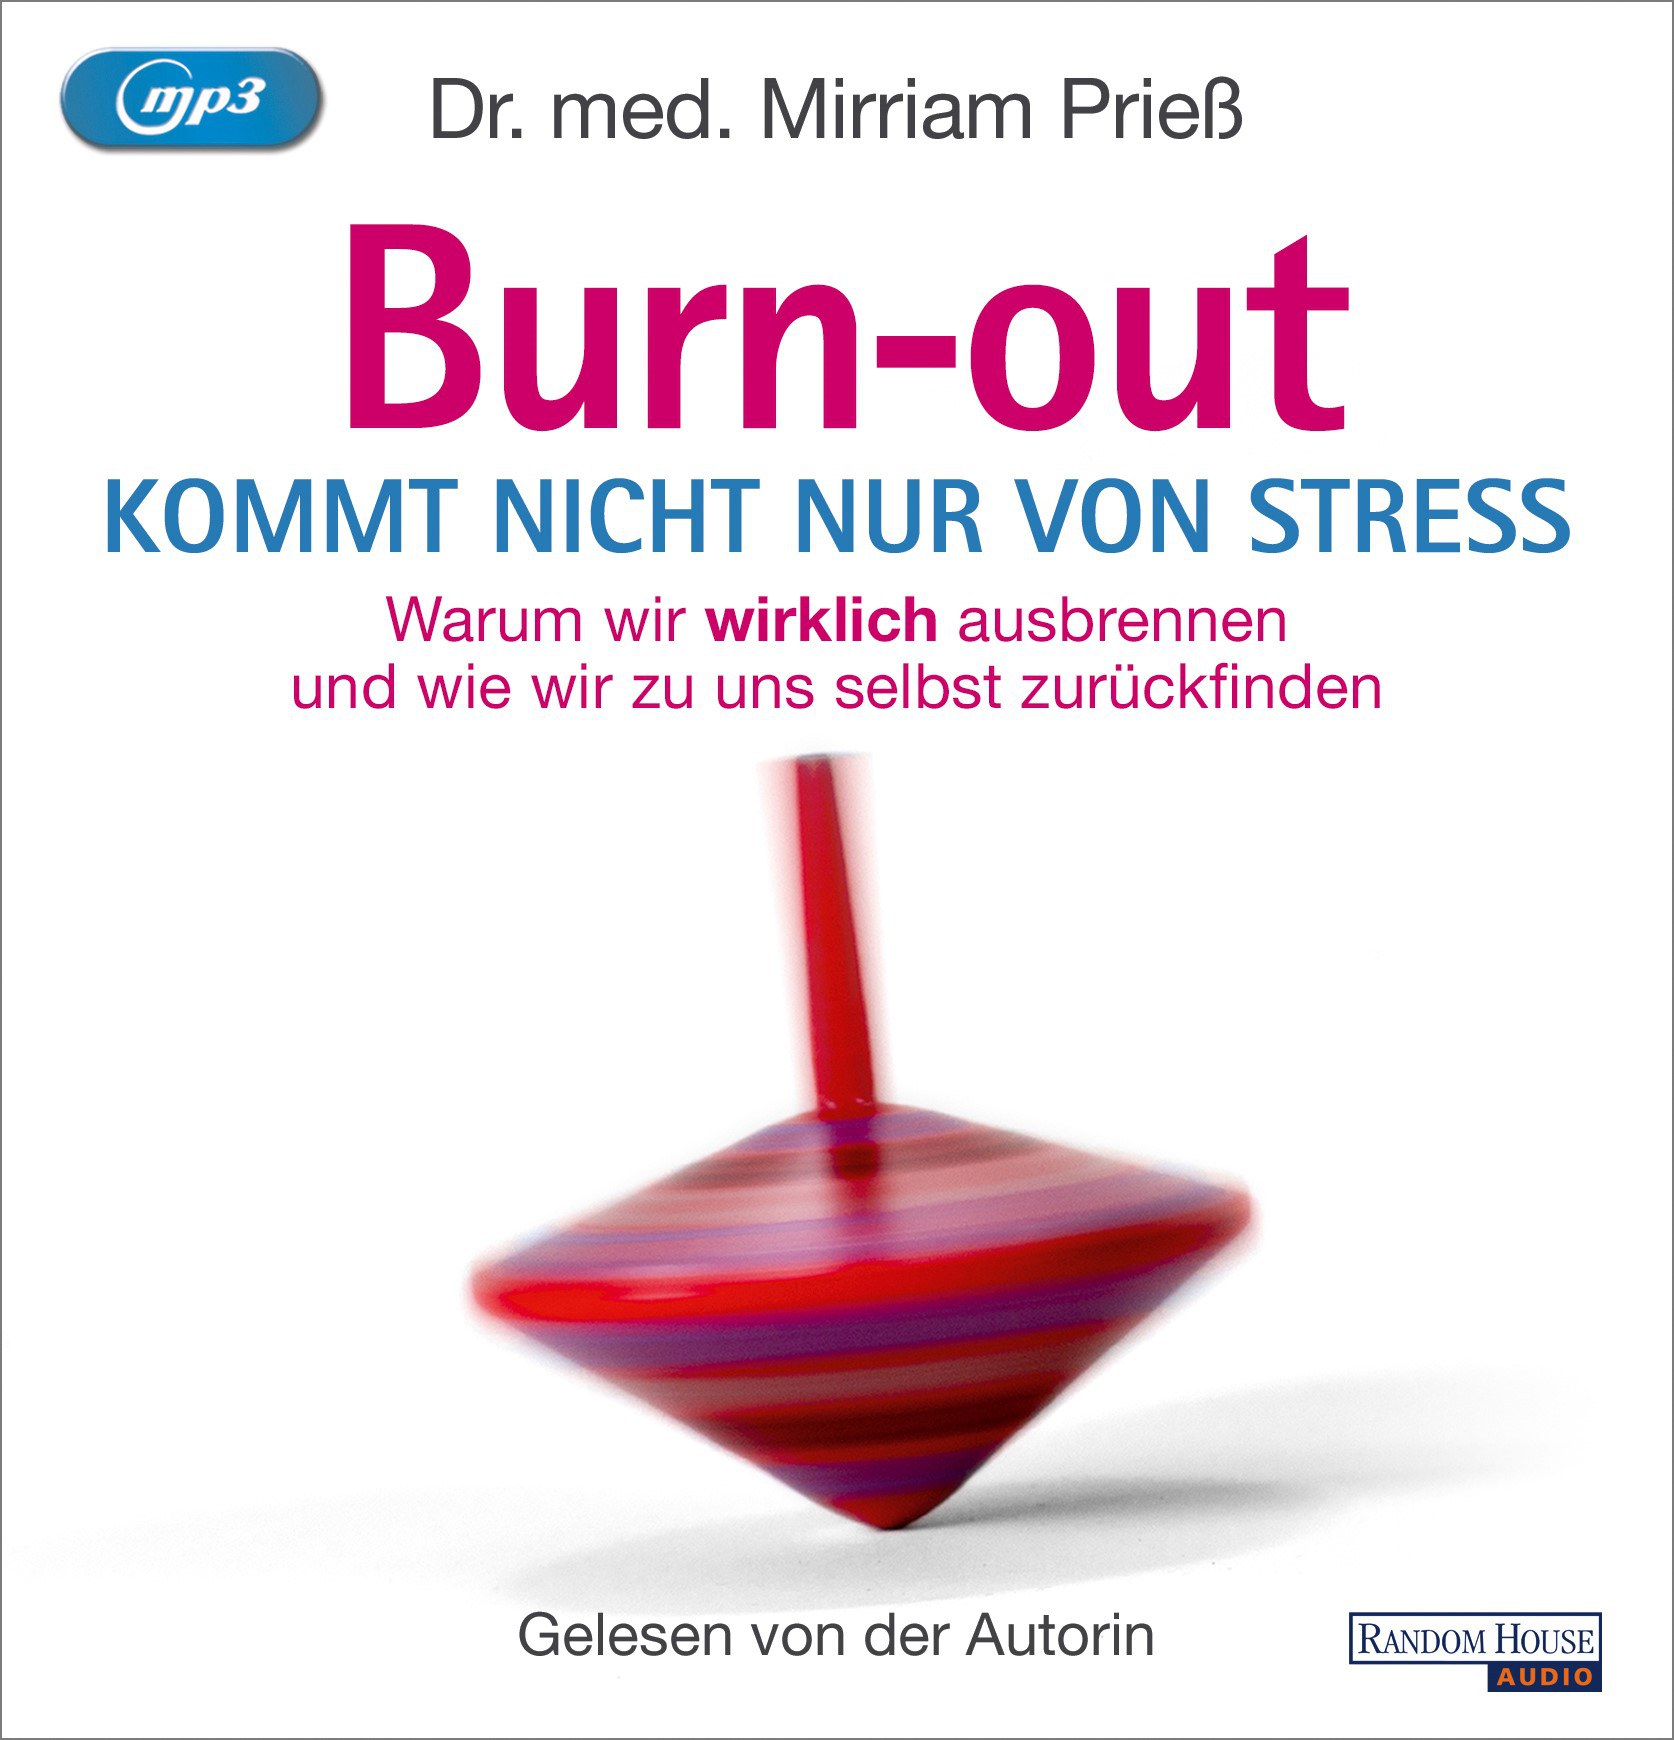 mp3
Dr. med. Mirriam Prieß
Burn-out
KOMMT NICHT NUR VON STRESS
Warum wir wirklich ausbrennen
und wie wir zu uns selbst zurückfinden
Gelesen von der Autorin
RANDOM HOUSE
AUDIO